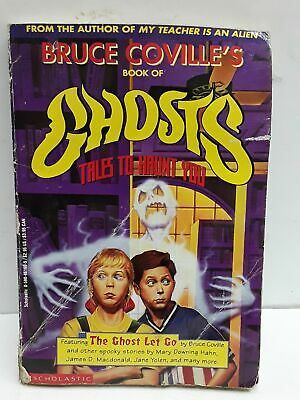 FROM THE AUTHOR OF MY TEACHER IS AN ALIEN
BRUCE COVILLE'S
BOOK OF
GHOSTS
TALES TO HAUNT YOU
Featuring The Ghost Let Go by Bruce Coville
and other spooky stories by Mary Downing Hahn,
James D. Macdonald, Jane Yolen, and many more.
SCHOLASTIC